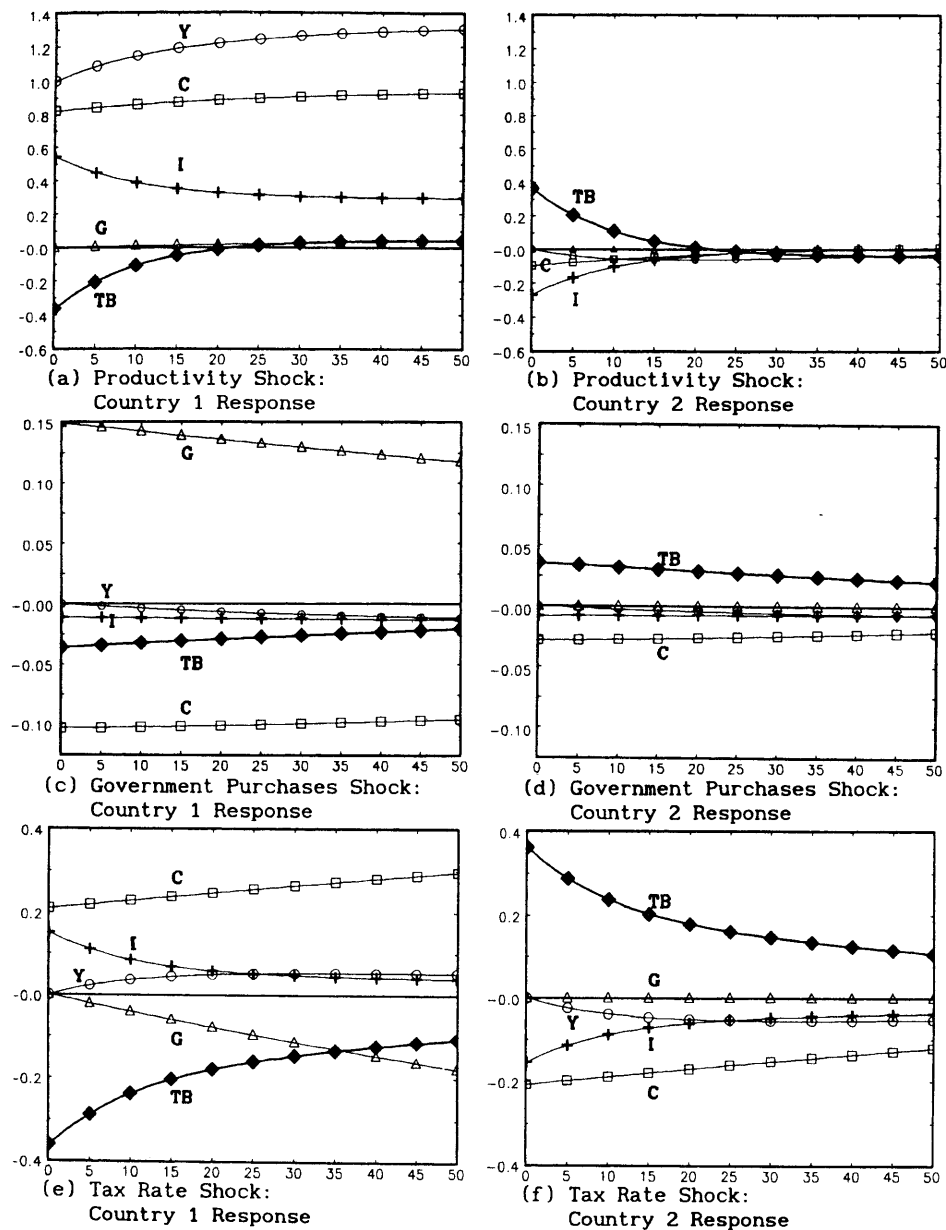 1.4
1.2
1.0
0.8
0.6
0.4
0.2
-0.0
-0.2
-0.4
-0.6
Y
C
I
G
TB
0 5 10 15 20 25 30 35 40 45 50
(a) Productivity Shock:
Country 1 Response
1.4
1.2
1.0
0.8
0.6
0.4
0.2
-0.0
-0.2
-0.4
-0.6
TB
C
I
0 5 10 15 20 25 30 35 40 45 50
(b) Productivity Shock:
Country 2 Response
0.15
0.10
0.05
-0.00
-0.05
-0.10
G
Y
I
TB
C
0 5 10 15 20 25 30 35 40 45 50
(c) Government Purchases Shock:
Country 1 Response
0.15
0.10
0.05
-0.00
-0.05
-0.10
TB
C
0 5 10 15 20 25 30 35 40 45 50
(d) Government Purchases Shock:
Country 2 Response
0.4
0.2
-0.0
-0.2
-0.4
C
I
Y
G
TB
0 5 10 15 20 25 30 35 40 45 50
(e) Tax Rate Shock:
Country 1 Response
0.4
0.2
-0.0
-0.2
-0.4
TB
G
Y
I
C
0 5 10 15 20 25 30 35 40 45 50
(f) Tax Rate Shock:
Country 2 Response